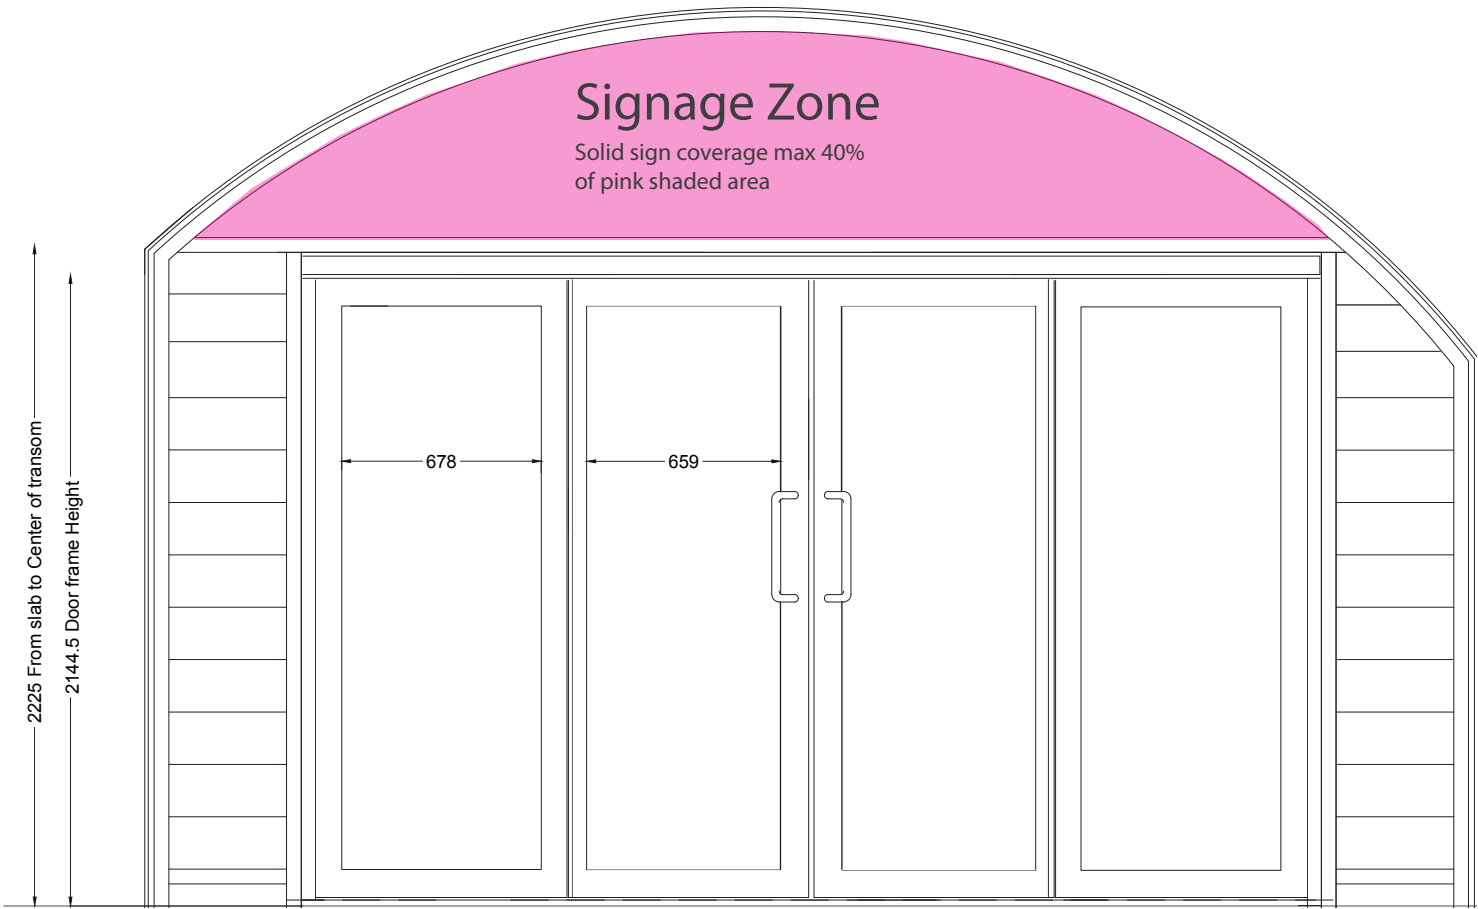 Signage Zone
Solid sign coverage max 40%
of pink shaded area
2225 From slab to Center of transom
2144.5 Door frame Height
678
659